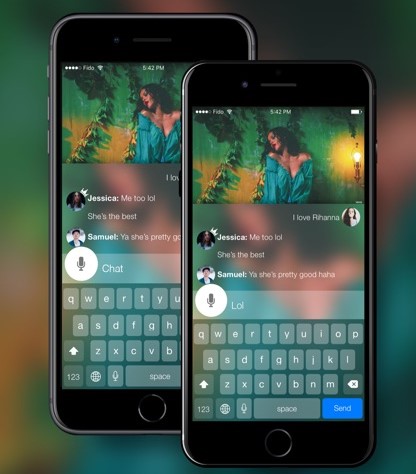 Fido
5:42 PM
I lov
Jessica: Me too lol
She's the best
Samuel: Ya she's pretty go
Chat
q w e r t y u
a s d f g h
z x c v b
123
space
Fido
5:42 PM
I love Rihanna
Jessica: Me too lol
She's the best
Samuel: Ya she's pretty good haha
Lol
q w e r t y u i o p
a s d f g h j k l
z x c v b n m
123
space
Send